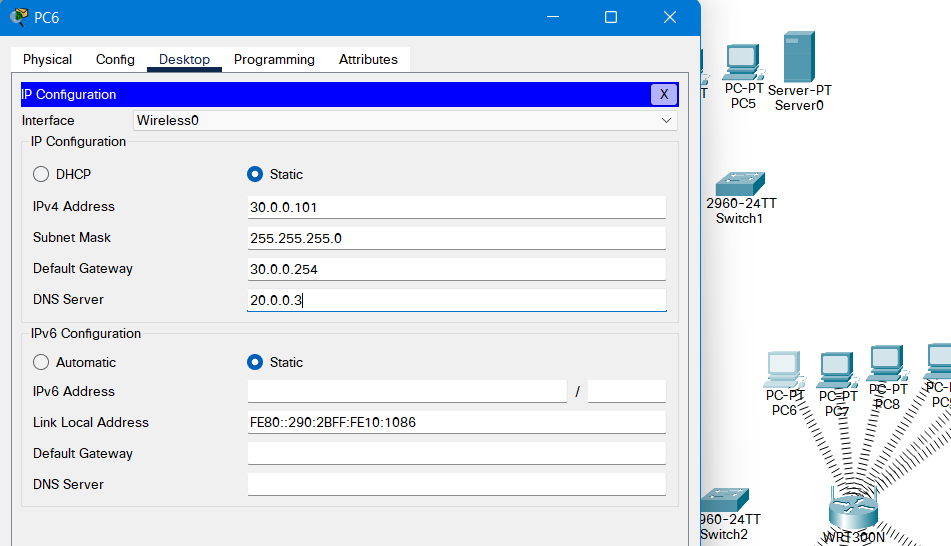 PC6
Physical Config Desktop Programming Attributes
IP Configuration X
Interface Wireless0
IP Configuration
DHCP Static
IPv4 Address 30.0.0.101
Subnet Mask 255.255.255.0
Default Gateway 30.0.0.254
DNS Server 20.0.0.3
IPv6 Configuration
Automatic Static
IPv6 Address /
Link Local Address FE80::290:2BFF:FE10:1086
Default Gateway
DNS Server
T PC-PT
PC5
Server-PT
Server0
2960-24TT
Switch1
PC-PT
PC6
PC-PT
PC7
PC-PT
PC8
PC-
PC9
960-24TT
Switch2
WRT300N